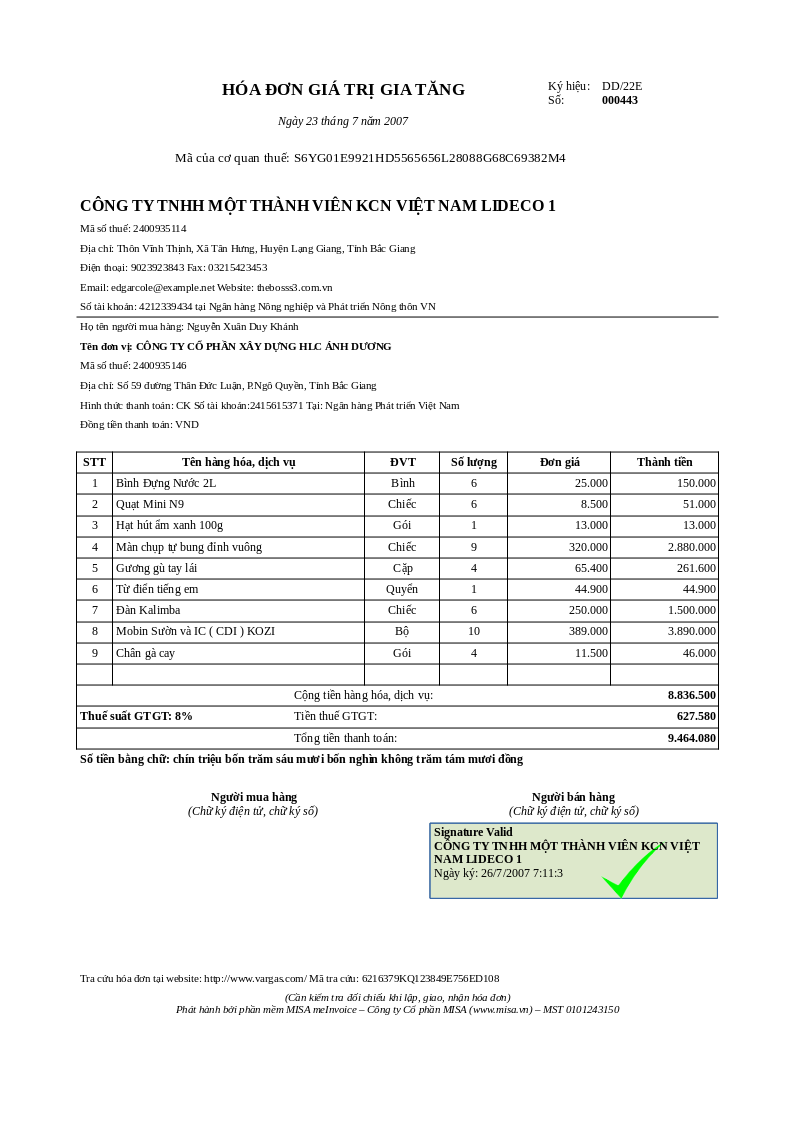 HÓA ĐƠN GIÁ TRỊ GIA TĂNG
Ký hiệu: DD/22E
Số: 000443
Ngày 23 tháng 7 năm 2007
Mã của cơ quan thuế: S6YG01E9921HD5565656L28088G68C69382M4
CÔNG TY TNHH MỘT THÀNH VIÊN KCN VIỆT NAM LIDECO 1
Mã số thuế: 2400935114
Địa chỉ: Thôn Vĩnh Thịnh, Xã Tân Hưng, Huyện Lạng Giang, Tỉnh Bắc Giang
Điện thoại: 9023923843 Fax: 03215423453
Email: edgarcole@example.net Website: thebosss3.com.vn
Số tài khoản: 4212339434 tại Ngân hàng Nông nghiệp và Phát triển Nông thôn VN
Họ tên người mua hàng: Nguyễn Xuân Duy Khánh
Tên đơn vị: CÔNG TY CỔ PHẦN XÂY DỰNG HLC ÁNH DƯƠNG
Mã số thuế: 2400935146
Địa chỉ: Số 59 đường Thân Đức Luận, P.Ngô Quyền, Tỉnh Bắc Giang
Hình thức thanh toán: CK Số tài khoản:2415615371 Tại: Ngân hàng Phát triển Việt Nam
Đồng tiền thanh toán: VND
STT Tên hàng hóa, dịch vụ ĐVT Số lượng Đơn giá Thành tiền
1 Bình Đựng Nước 2L Bình 6 25.000 150.000
2 Quạt Mini N9 Chiếc 6 8.500 51.000
3 Hạt hút ẩm xanh 100g Gói 1 13.000 13.000
4 Màn chụp tự bung đỉnh vuông Chiếc 9 320.000 2.880.000
5 Gương gù tay lái Cặp 4 65.400 261.600
6 Từ điển tiếng em Quyển 1 44.900 44.900
7 Đàn Kalimba Chiếc 6 250.000 1.500.000
8 Mobin Sườn và IC ( CDI ) KOZI Bộ 10 389.000 3.890.000
9 Chân gà cay Gói 4 11.500 46.000
Cộng tiền hàng hóa, dịch vụ: 8.836.500
Thuế suất GTGT: 8% Tiền thuế GTGT: 627.580
Tổng tiền thanh toán: 9.464.080
Số tiền bằng chữ: chín triệu bốn trăm sáu mươi bốn nghìn không trăm tám mươi đồng
Người mua hàng
(Chữ ký điện tử, chữ ký số)
Người bán hàng
(Chữ ký điện tử, chữ ký số)
Signature Valid
CÔNG TY TNHH MỘT THÀNH VIÊN KCN VIỆT
NAM LIDECO 1
Ngày ký: 26/7/2007 7:11:3
Tra cứu hóa đơn tại website: http://www.vargas.com/ Mã tra cứu: 6216379KQ123849E756ED108
(Cần kiểm tra đối chiếu khi lập, giao, nhận hóa đơn)
Phát hành bởi phần mềm MISA meInvoice – Công ty Cổ phần MISA (www.misa.vn) – MST 0101243150